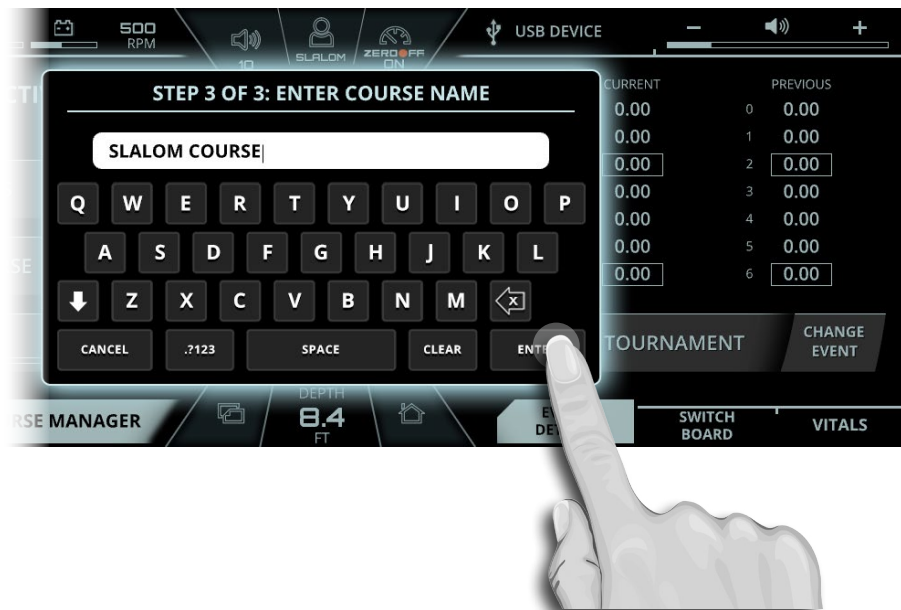 500
RPM
10
SLALOM
ZEROOFF
ON
USB DEVICE
−
+
STEP 3 OF 3: ENTER COURSE NAME
SLALOM COURSE
Q W E R T Y U I O P
A S D F G H J K L
Z X C V B N M
CANCEL .?123 SPACE CLEAR
CURRENT PREVIOUS
0.00 0 0.00
0.00 1 0.00
0.00 2 0.00
0.00 3 0.00
0.00 4 0.00
0.00 5 0.00
0.00 6 0.00
TOURNAMENT
CHANGE
EVENT
MANAGER
DEPTH
8.4
FT
SWITCH
BOARD
VITALS